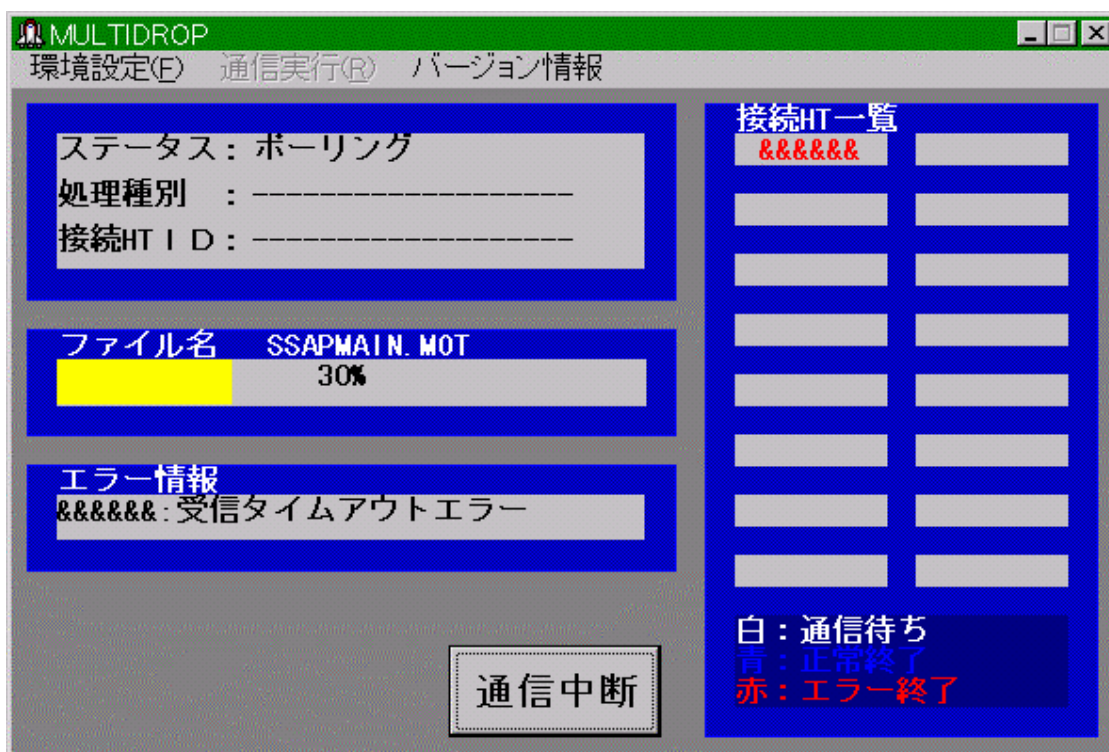 MULTIDROP
環境設定(F) 通信実行(R) バージョン情報
ステータス: ポーリング
処理種別 : -------------------
接続HTID: -------------------
ファイル名 SSAPMAIN.MOT
30%
エラー情報
&&&&&&:受信タイムアウトエラー
通信中断
接続HT一覧
&&&&&&
白:通信待ち
青:正常終了
赤:エラー終了